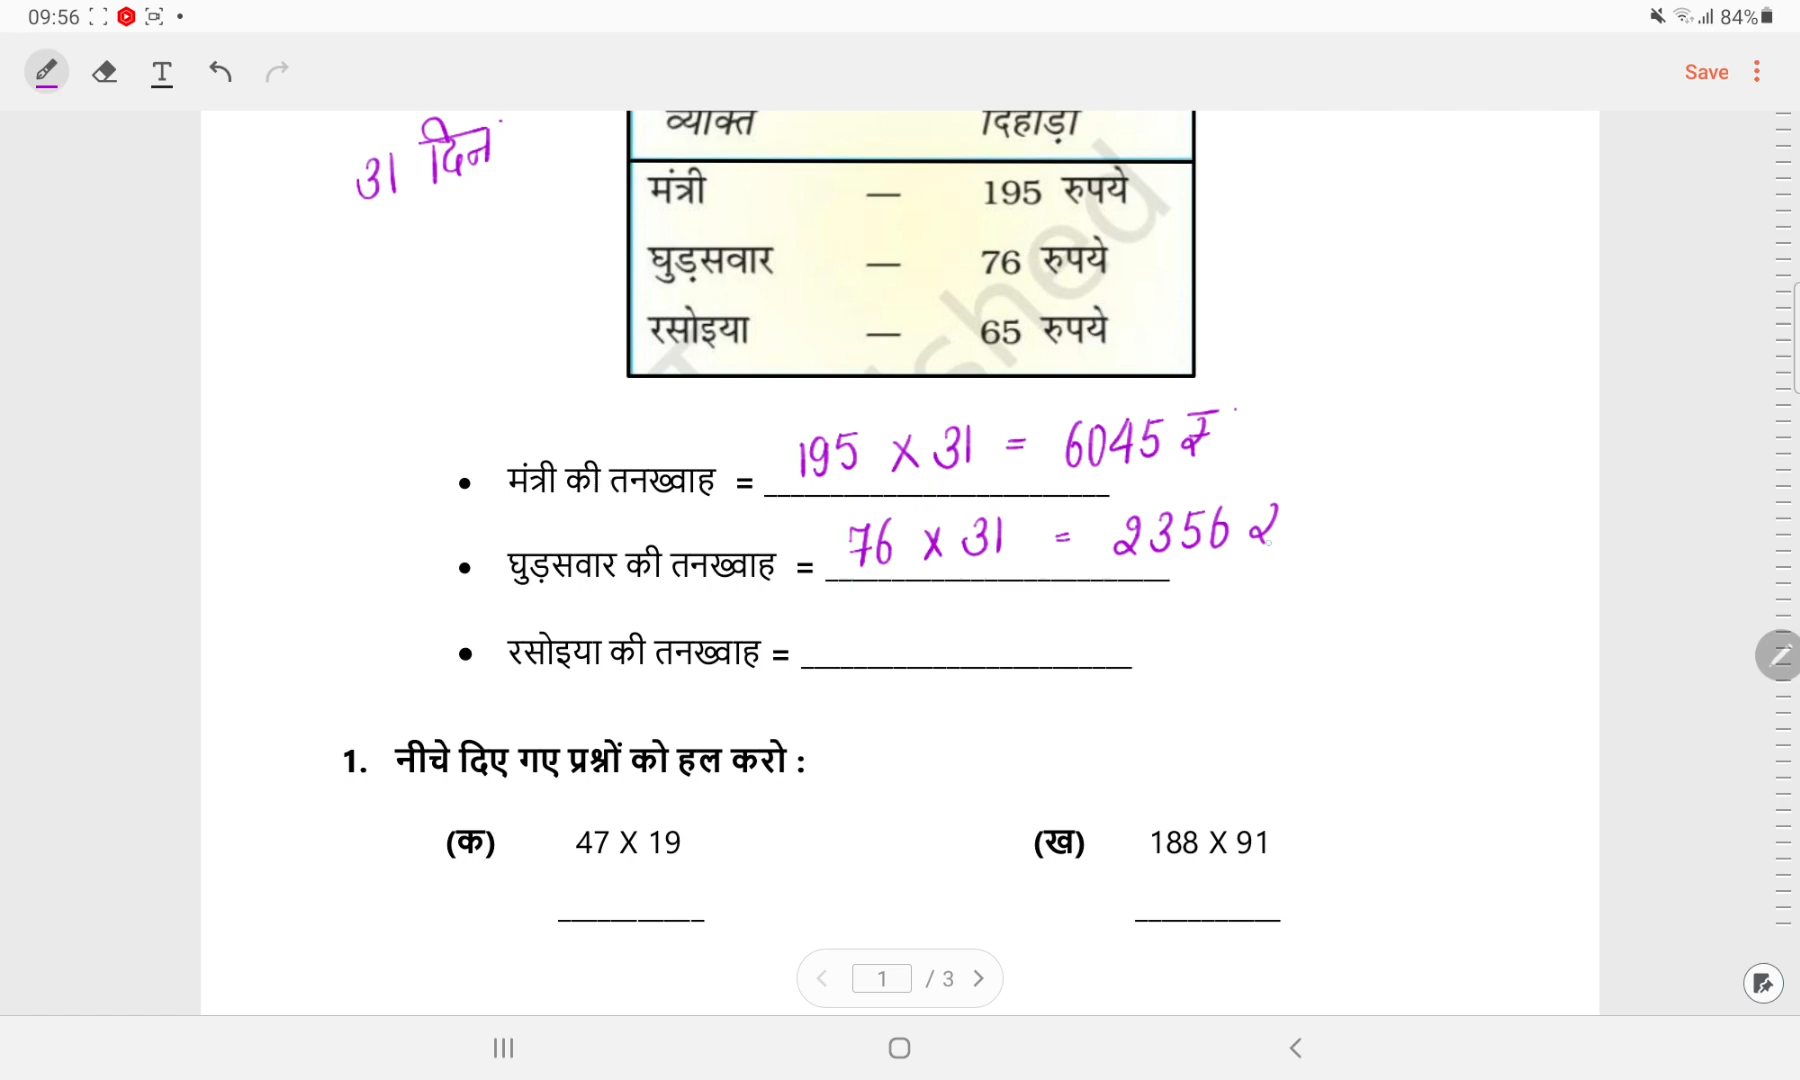 09:56
84%
Save
व्यक्ति दिहाड़ी
31 दिन
मंत्री — 195 रुपये
घुड़सवार — 76 रुपये
रसोइया — 65 रुपये
• मंत्री की तनख्वाह = 195 × 31 = 6045 रु
• घुड़सवार की तनख्वाह = 76 × 31 = 2356 रु
• रसोइया की तनख्वाह =
1. नीचे दिए गए प्रश्नों को हल करो :
(क) 47 X 19 (ख) 188 X 91
1 / 3